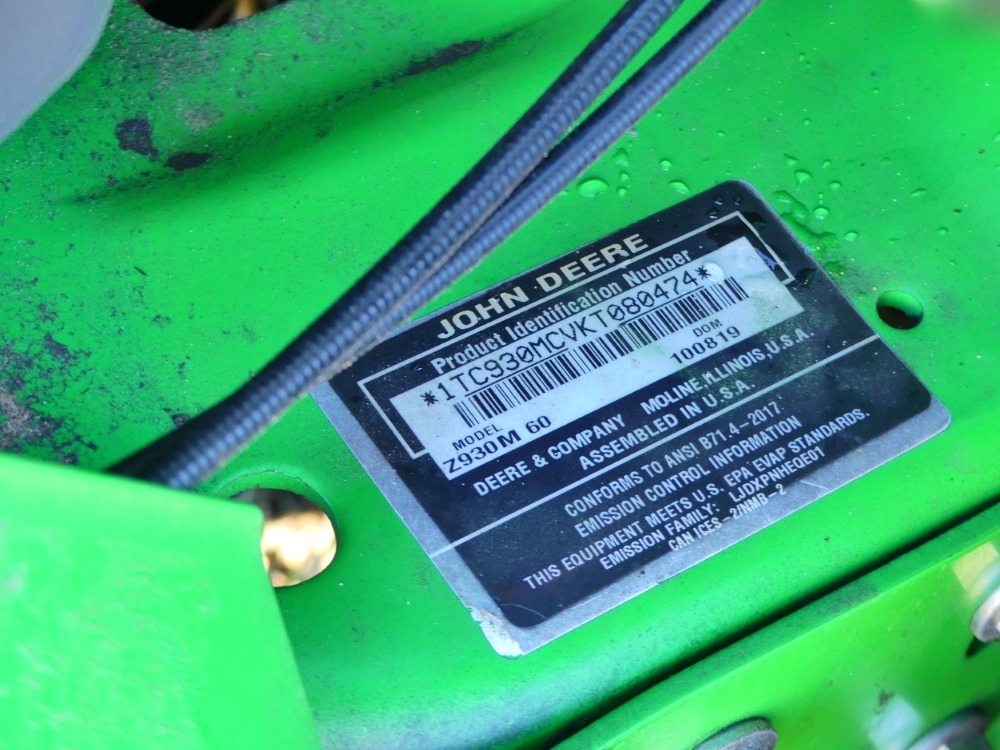 JOHN DEERE
Product Identification Number
*1TC930MCVKT080474*
MODEL
DOM
Z930M 60
100819
DEERE & COMPANY MOLINE, ILLINOIS, U.S.A.
ASSEMBLED IN U.S.A.
CONFORMS TO ANSI B71.4-2017
EMISSION CONTROL INFORMATION
THIS EQUIPMENT MEETS U.S. EPA EVAP STANDARDS.
EMISSION FAMILY: LJDXPNHEQE01
CAN ICES-2/NMB-2